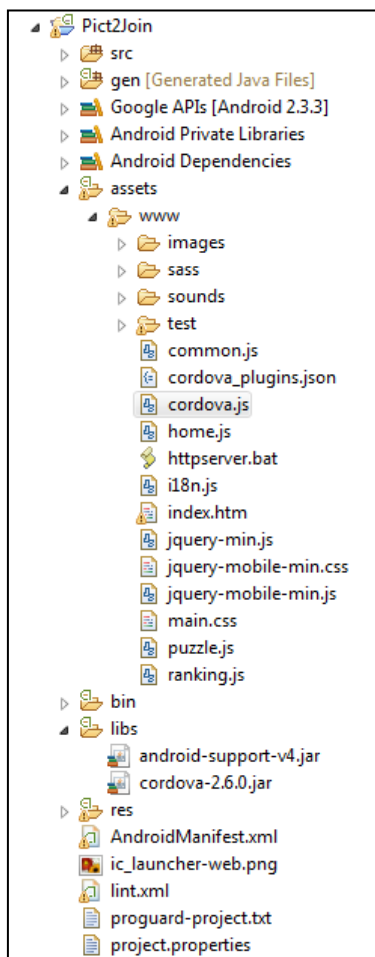 Pict2Join
src
gen [Generated Java Files]
Google APIs [Android 2.3.3]
Android Private Libraries
Android Dependencies
assets
www
images
sass
sounds
test
common.js
cordova_plugins.json
cordova.js
home.js
httpserver.bat
i18n.js
index.htm
jquery-min.js
jquery-mobile-min.css
jquery-mobile-min.js
main.css
puzzle.js
ranking.js
bin
libs
android-support-v4.jar
cordova-2.6.0.jar
res
AndroidManifest.xml
ic_launcher-web.png
lint.xml
proguard-project.txt
project.properties